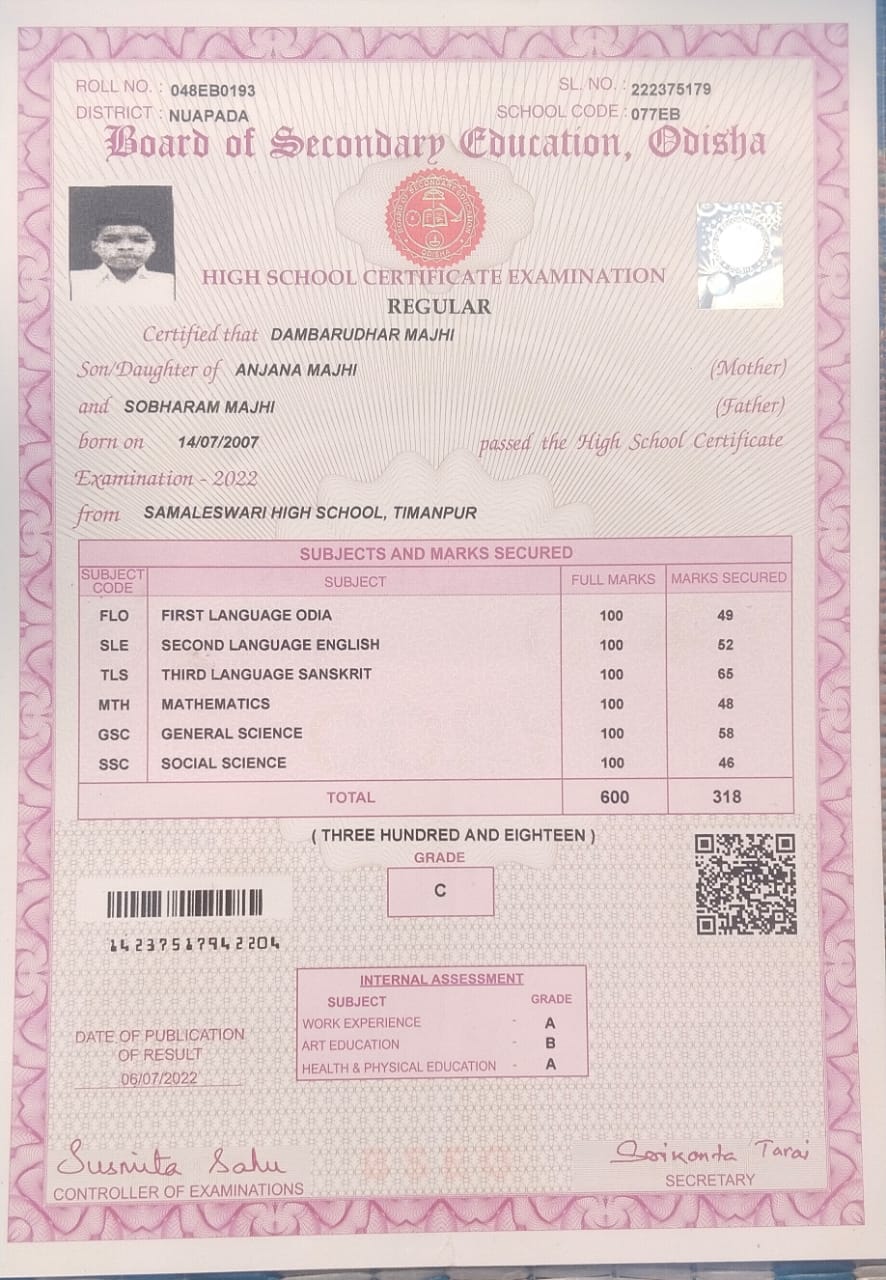 ROLL NO. : 048EB0193 SL. NO. : 222375179
DISTRICT : NUAPADA SCHOOL CODE : 077EB
Board of Secondary Education, Odisha
BOARD OF SECONDARY EDUCATION
ODISHA
HIGH SCHOOL CERTIFICATE EXAMINATION
REGULAR
Certified that DAMBARUDHAR MAJHI
Son/Daughter of ANJANA MAJHI (Mother)
and SOBHARAM MAJHI (Father)
born on 14/07/2007 passed the High School Certificate
Examination - 2022
from SAMALESWARI HIGH SCHOOL, TIMANPUR
SUBJECTS AND MARKS SECURED
SUBJECT CODE SUBJECT FULL MARKS MARKS SECURED
FLO FIRST LANGUAGE ODIA 100 49
SLE SECOND LANGUAGE ENGLISH 100 52
TLS THIRD LANGUAGE SANSKRIT 100 65
MTH MATHEMATICS 100 48
GSC GENERAL SCIENCE 100 58
SSC SOCIAL SCIENCE 100 46
TOTAL 600 318
( THREE HUNDRED AND EIGHTEEN )
GRADE
C
14237517942204
INTERNAL ASSESSMENT
SUBJECT GRADE
WORK EXPERIENCE - A
ART EDUCATION - B
HEALTH & PHYSICAL EDUCATION - A
DATE OF PUBLICATION
OF RESULT
06/07/2022
Susmita Sahu
CONTROLLER OF EXAMINATIONS
Srikanta Tarai
SECRETARY